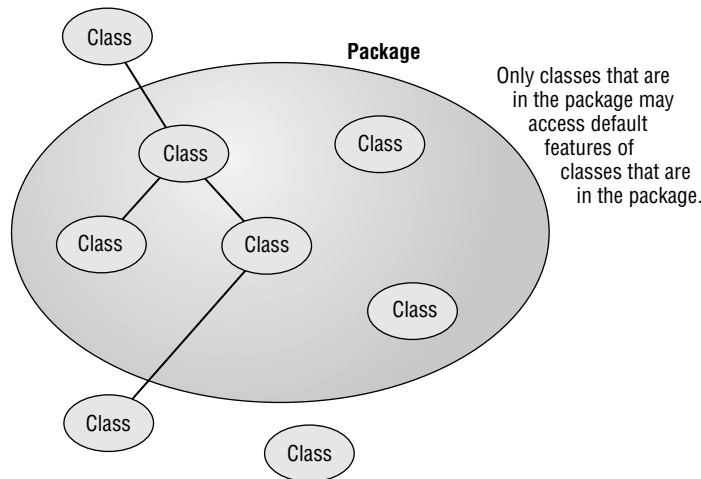 Class
Package
Only classes that are
in the package may
access default
features of
classes that are
in the package.
Class
Class
Class
Class
Class
Class
Class